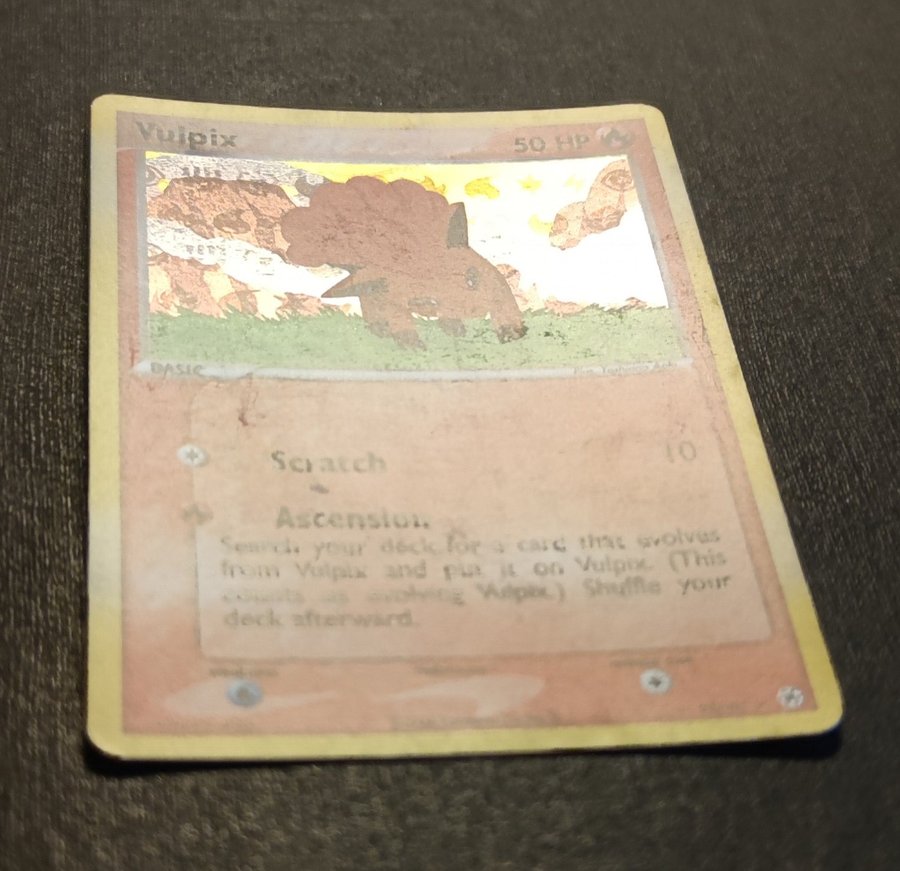 Vulpix
50 HP
BASIC
Scratch 10
Ascension
Search your deck for a card that evolves
from Vulpix and put it on Vulpix. (This
counts as evolving Vulpix.) Shuffle your
deck afterward.